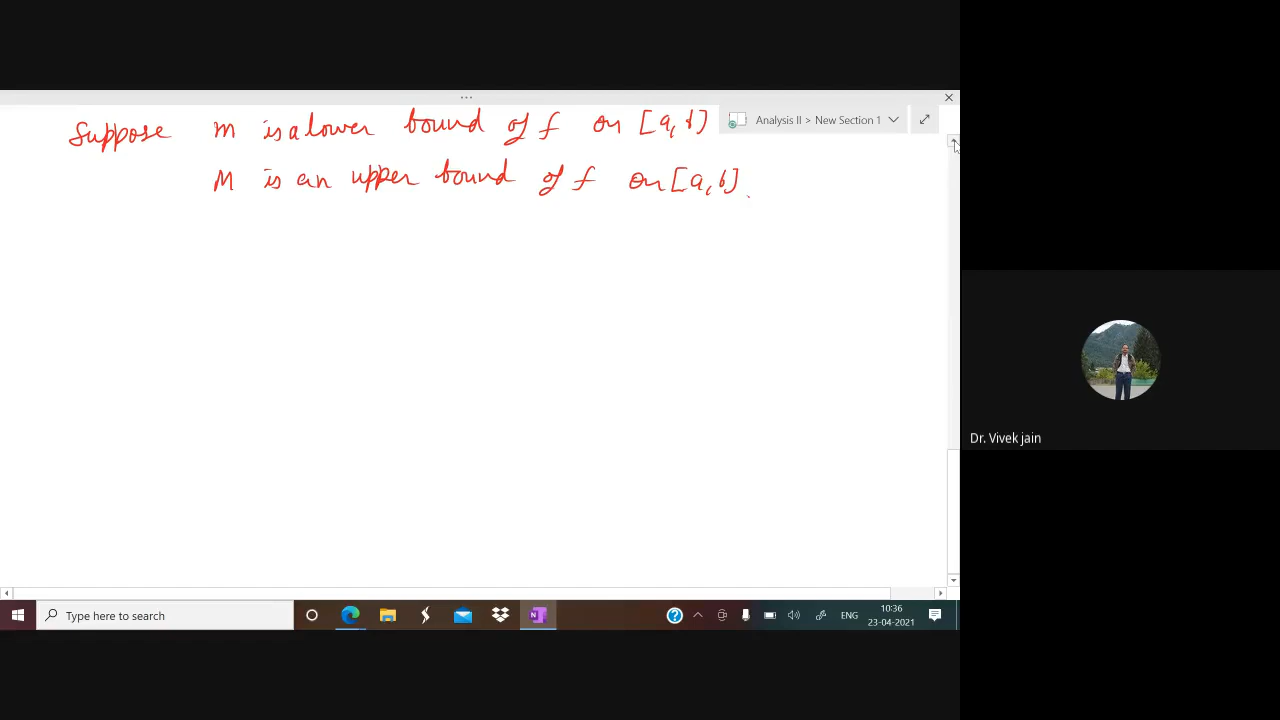 Suppose m is a lower bound of f on [a, b]
Analysis II > New Section 1
M is an upper bound of f on [a, b].
Dr. Vivek jain
Type here to search
ENG
10:36
23-04-2021